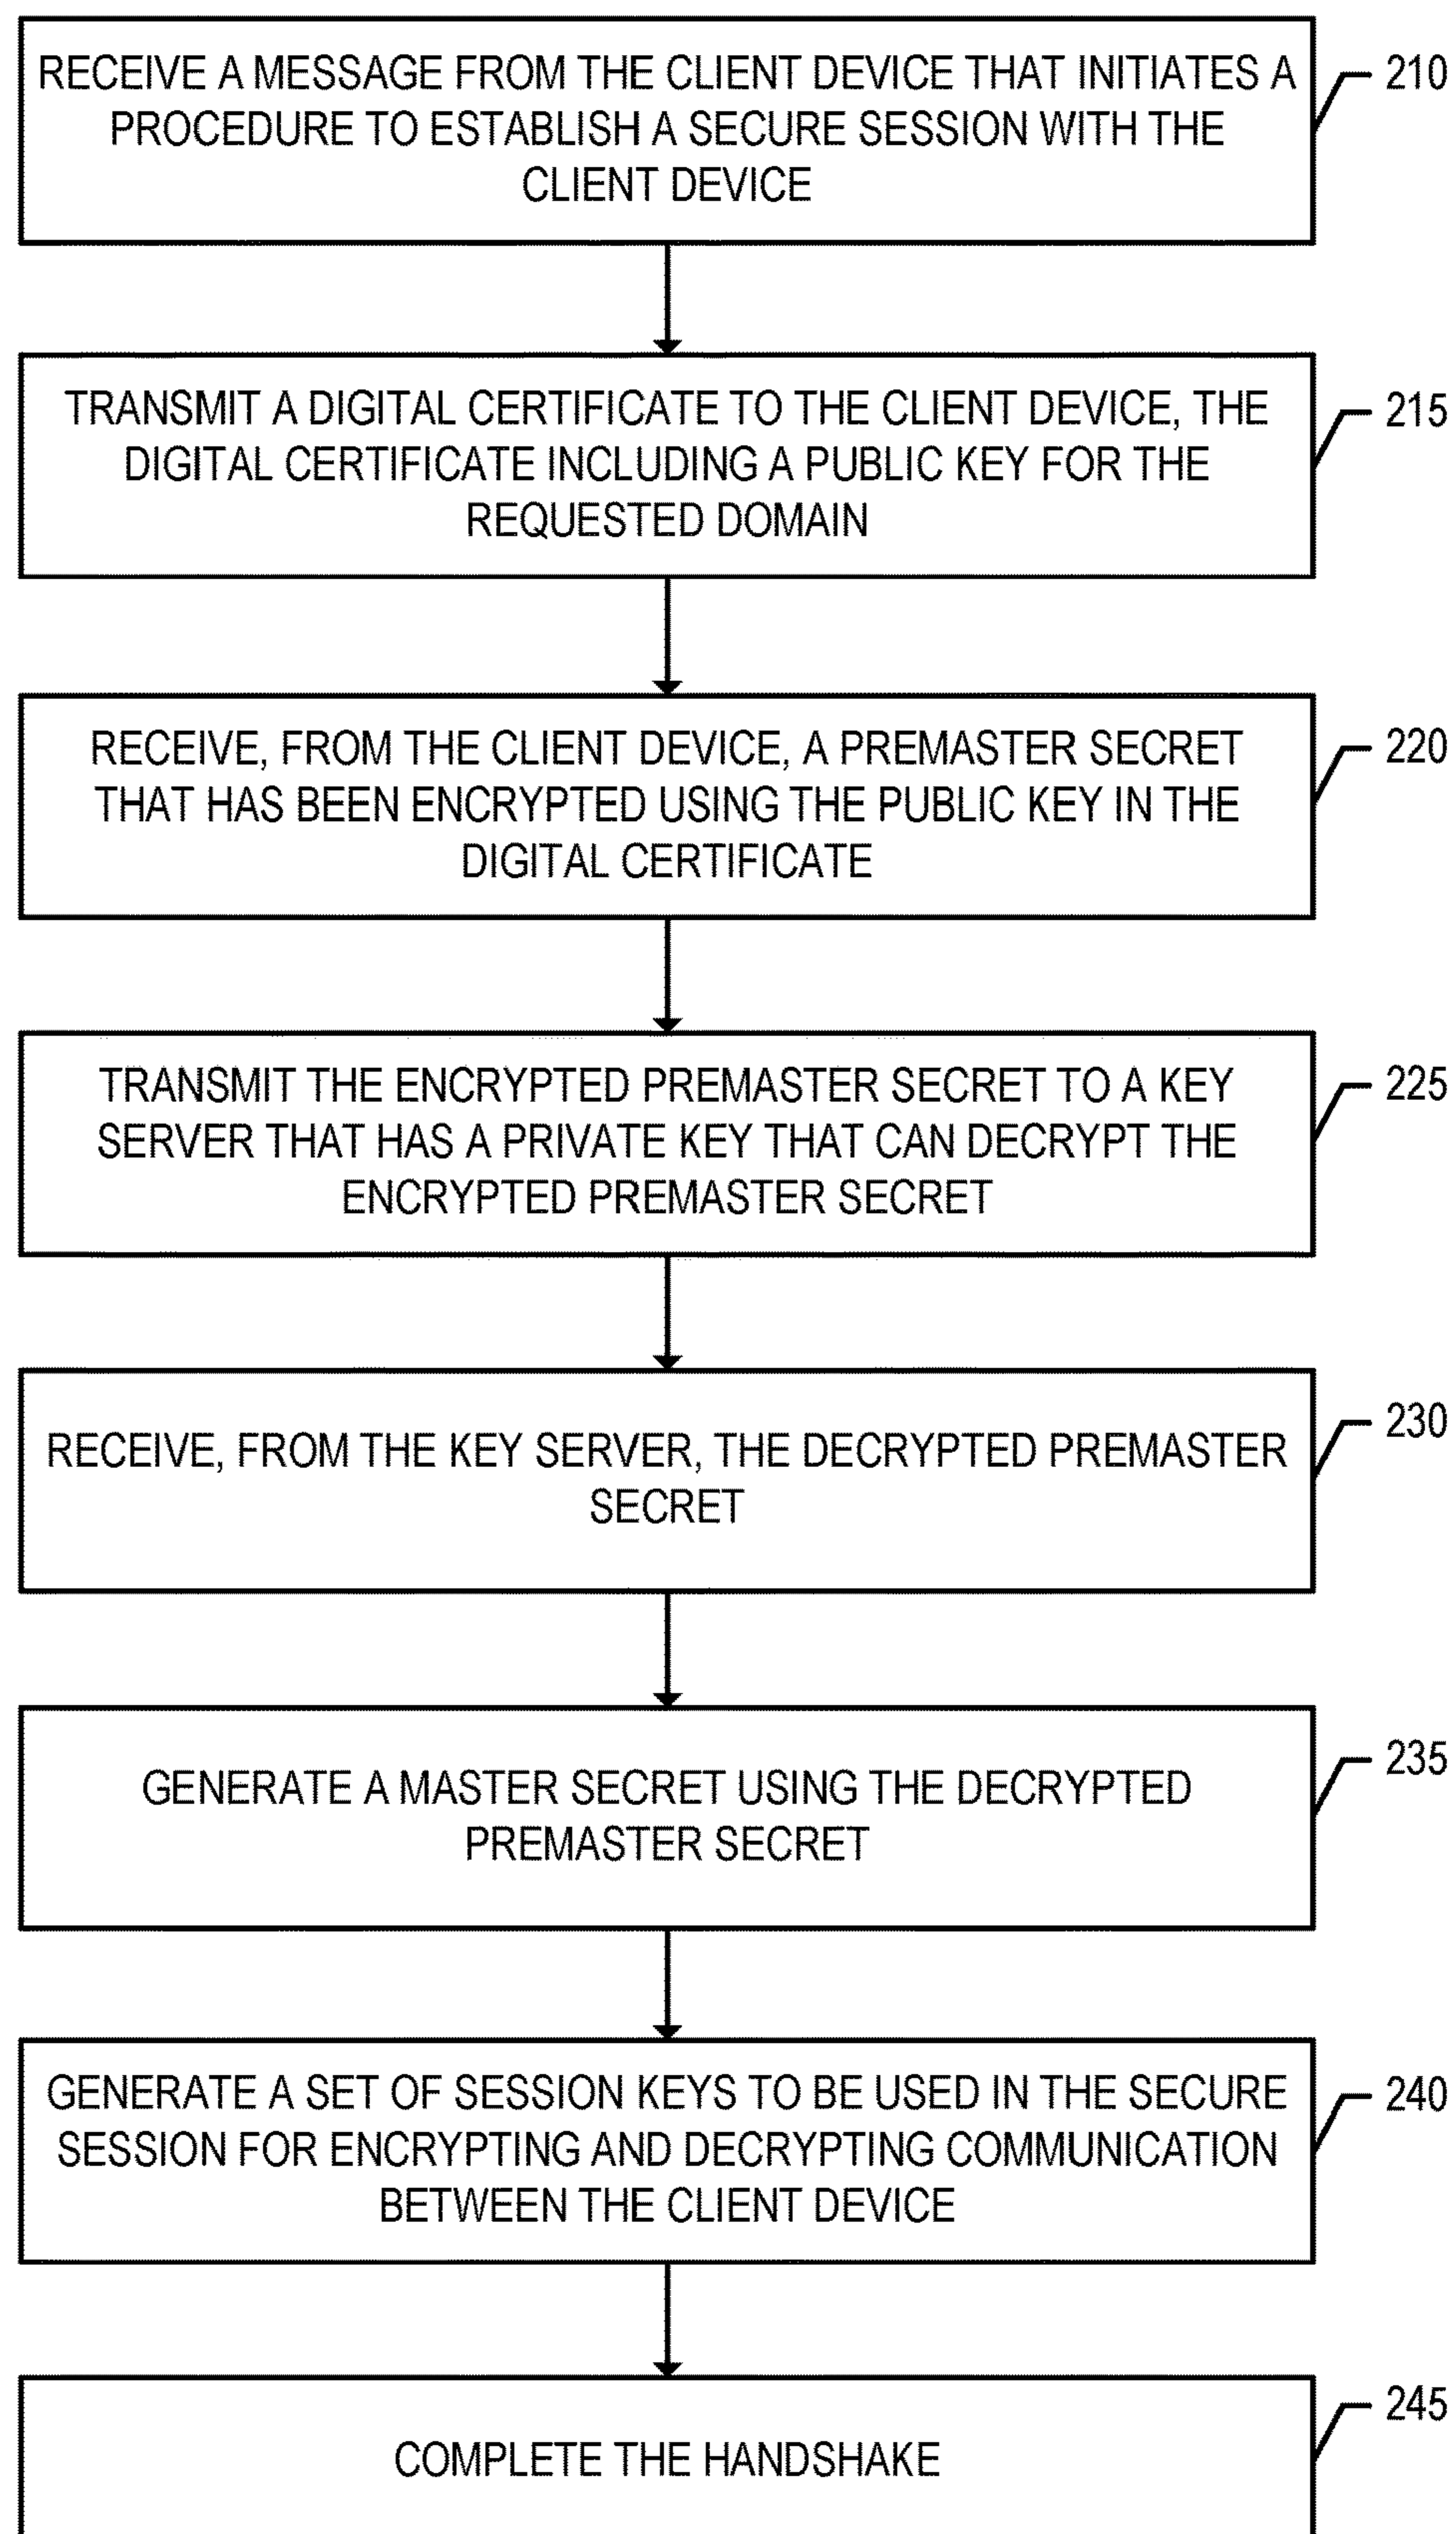 RECEIVE A MESSAGE FROM THE CLIENT DEVICE THAT INITIATES A
PROCEDURE TO ESTABLISH A SECURE SESSION WITH THE
CLIENT DEVICE
210
TRANSMIT A DIGITAL CERTIFICATE TO THE CLIENT DEVICE, THE
DIGITAL CERTIFICATE INCLUDING A PUBLIC KEY FOR THE
REQUESTED DOMAIN
215
RECEIVE, FROM THE CLIENT DEVICE, A PREMASTER SECRET
THAT HAS BEEN ENCRYPTED USING THE PUBLIC KEY IN THE
DIGITAL CERTIFICATE
220
TRANSMIT THE ENCRYPTED PREMASTER SECRET TO A KEY
SERVER THAT HAS A PRIVATE KEY THAT CAN DECRYPT THE
ENCRYPTED PREMASTER SECRET
225
RECEIVE, FROM THE KEY SERVER, THE DECRYPTED PREMASTER
SECRET
230
GENERATE A MASTER SECRET USING THE DECRYPTED
PREMASTER SECRET
235
GENERATE A SET OF SESSION KEYS TO BE USED IN THE SECURE
SESSION FOR ENCRYPTING AND DECRYPTING COMMUNICATION
BETWEEN THE CLIENT DEVICE
240
COMPLETE THE HANDSHAKE
245